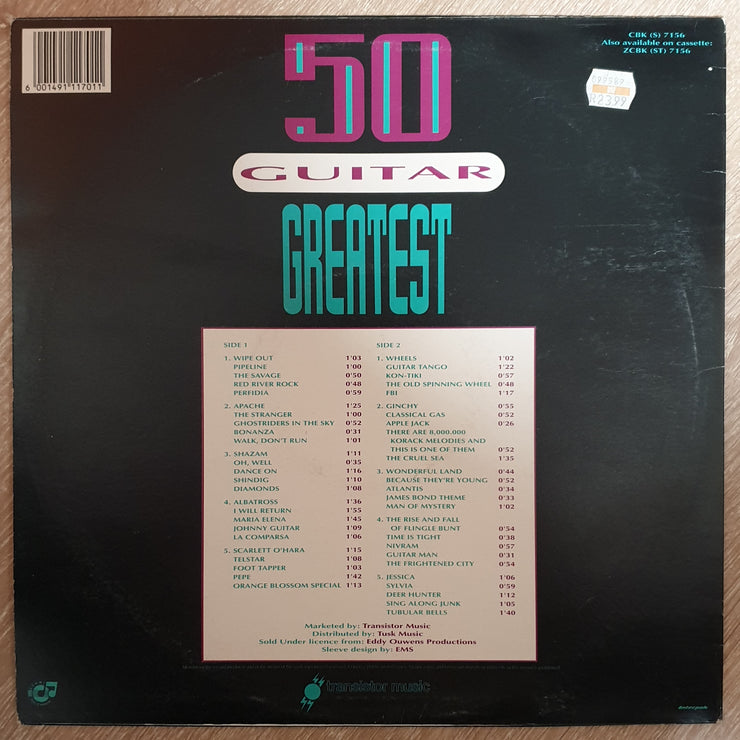 CBK (S) 7156
Also available on cassette:
ZCBK (ST) 7156
6 001491 117011
R23.99
50
GUITAR
GREATEST
SIDE 1
1. WIPE OUT 1'03
PIPELINE 1'00
THE SAVAGE 0'50
RED RIVER ROCK 0'48
PERFIDIA 0'59
2. APACHE 1'25
THE STRANGER 1'00
GHOSTRIDERS IN THE SKY 0'52
BONANZA 0'31
WALK, DON'T RUN 1'01
3. SHAZAM 1'11
OH, WELL 0'35
DANCE ON 1'16
SHINDIG 1'10
DIAMONDS 1'08
4. ALBATROSS 1'36
I WILL RETURN 1'55
MARIA ELENA 1'45
JOHNNY GUITAR 1'09
LA COMPARSA 1'06
5. SCARLETT O'HARA 1'15
TELSTAR 1'08
FOOT TAPPER 1'03
PEPE 1'42
ORANGE BLOSSOM SPECIAL 1'13
SIDE 2
1. WHEELS 1'02
GUITAR TANGO 1'22
KON-TIKI 0'57
THE OLD SPINNING WHEEL 0'48
FBI 1'17
2. GINCHY 0'55
CLASSICAL GAS 0'52
APPLE JACK 0'26
THERE ARE 8,000.000
KORACK MELODIES AND
THIS IS ONE OF THEM 0'52
THE CRUEL SEA 1'35
3. WONDERFUL LAND 0'44
BECAUSE THEY'RE YOUNG 0'52
ATLANTIS 0'34
JAMES BOND THEME 0'33
MAN OF MYSTERY 1'02
4. THE RISE AND FALL
OF FLINGLE BUNT 0'54
TIME IS TIGHT 0'38
NIVRAM 0'57
GUITAR MAN 0'31
THE FRIGHTENED CITY 0'54
5. JESSICA 1'06
SYLVIA 0'59
DEER HUNTER 1'12
SING ALONG JUNK 1'05
TUBULAR BELLS 1'40
Marketed by: Transistor Music
Distributed by: Tusk Music
Sold Under licence from: Eddy Ouwens Productions
Sleeve design by: EMS
transistor music
interpak